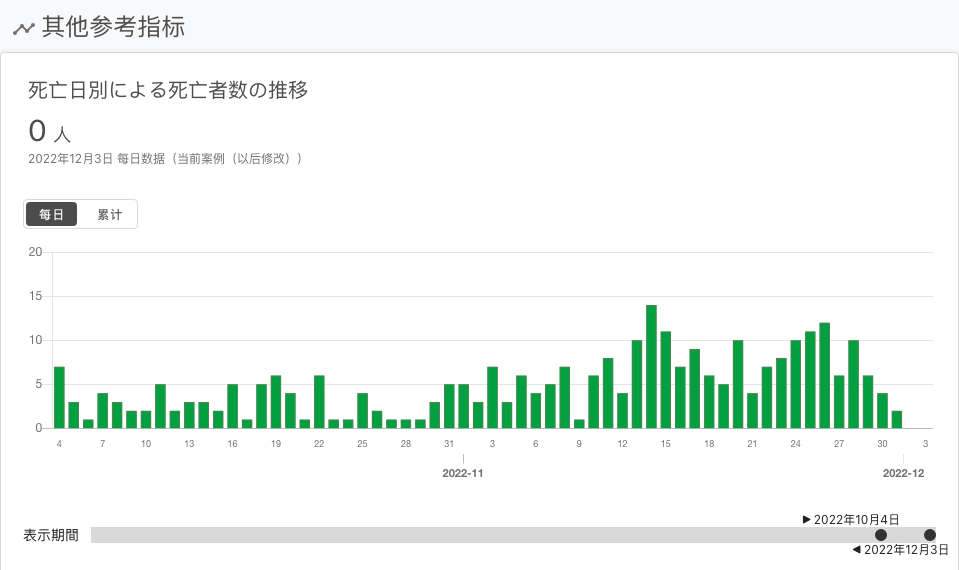 其他参考指标
死亡日別による死亡者数の推移
0 人
2022年12月3日 每日数据（当前案例（以后修改））
每日 累计
20
15
10
5
0
4 7 10 13 16 19 22 25 28 31 3 6 9 12 15 18 21 24 27 30 3
2022-11 2022-12
▶ 2022年10月4日
表示期間
◀ 2022年12月3日